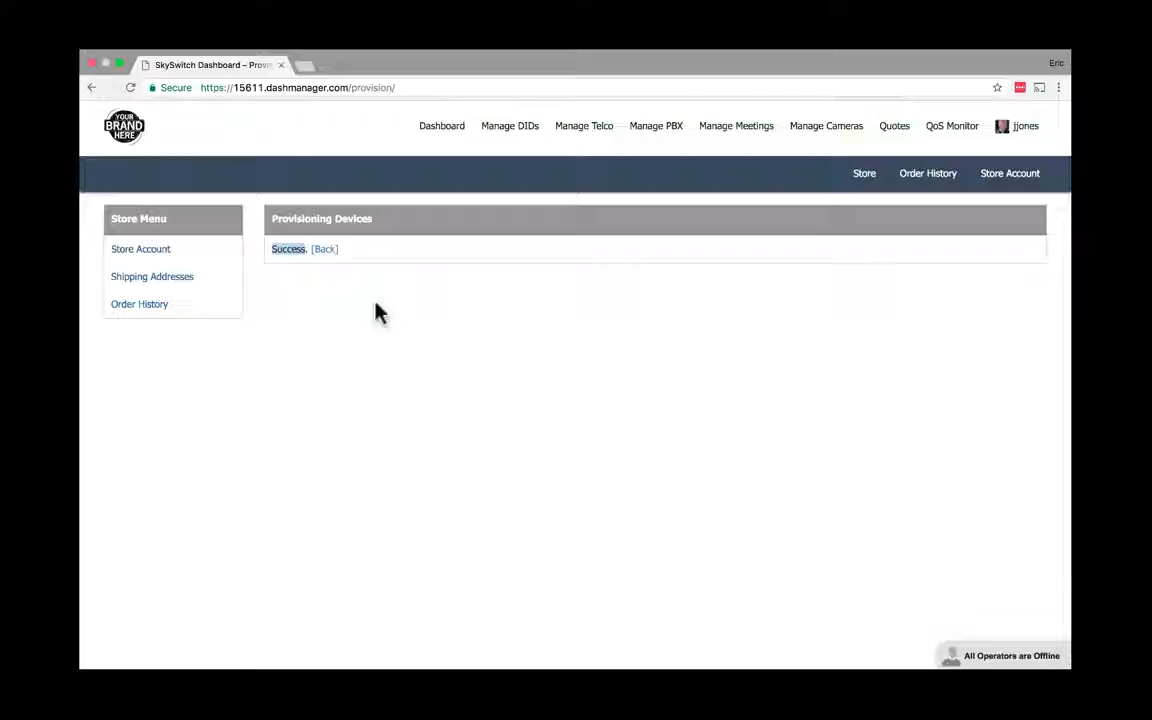 SkySwitch Dashboard – Provi
Eric
Secure https://15611.dashmanager.com/provision/
YOUR
BRAND
HERE
Dashboard Manage DIDs Manage Telco Manage PBX Manage Meetings Manage Cameras Quotes QoS Monitor jjones
Store Order History Store Account
Store Menu
Store Account
Shipping Addresses
Order History
Provisioning Devices
Success. [Back]
All Operators are Offline